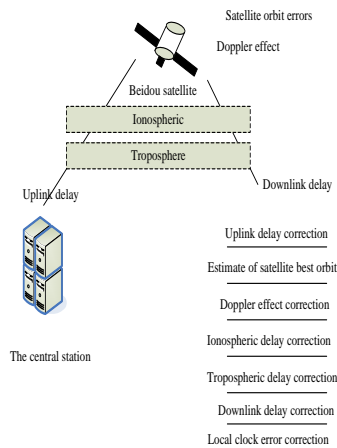 Satellite orbit errors
Doppler effect
Beidou satellite
Ionospheric
Troposphere
Uplink delay
Downlink delay
The central station
Uplink delay correction
Estimate of satellite best orbit
Doppler effect correction
Ionospheric delay correction
Tropospheric delay correction
Downlink delay correction
Local clock error correction